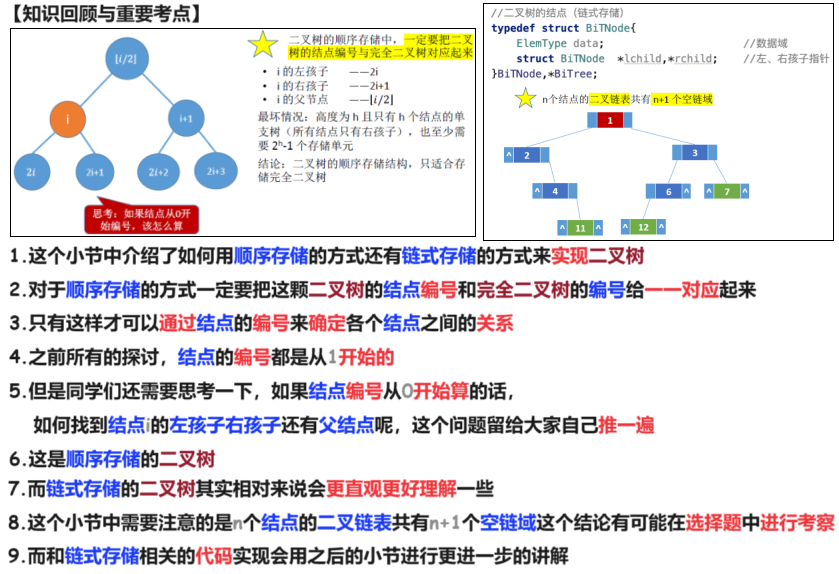 【知识回顾与重要考点】
⌊i/2⌋
i
i+1
2i
2i+1
2i+2
2i+3
思考：如果结点从0开
始编号，该怎么算
二叉树的顺序存储中，一定要把二叉
树的结点编号与完全二叉树对应起来
• i 的左孩子 ——2i
• i 的右孩子 ——2i+1
• i 的父节点 ——⌊i/2⌋
最坏情况：高度为 h 且只有 h 个结点的单
支树（所有结点只有右孩子），也至少需
要 2^h-1 个存储单元
结论：二叉树的顺序存储结构，只适合存
储完全二叉树
//二叉树的结点（链式存储）
typedef struct BiTNode{
ElemType data; //数据域
struct BiTNode *lchild,*rchild; //左、右孩子指针
}BiTNode,*BiTree;
n个结点的二叉链表共有 n+1 个空链域
1
^ 2
3
^ 4
6 ^
^ 7 ^
^ 11 ^
^ 12 ^
1.这个小节中介绍了如何用顺序存储的方式还有链式存储的方式来实现二叉树
2.对于顺序存储的方式一定要把这颗二叉树的结点编号和完全二叉树的编号给一一对应起来
3.只有这样才可以通过结点的编号来确定各个结点之间的关系
4.之前所有的探讨，结点的编号都是从1开始的
5.但是同学们还需要思考一下，如果结点编号从0开始算的话，
如何找到结点i的左孩子右孩子还有父结点呢，这个问题留给大家自己推一遍
6.这是顺序存储的二叉树
7.而链式存储的二叉树其实相对来说会更直观更好理解一些
8.这个小节中需要注意的是n个结点的二叉链表共有n+1个空链域这个结论有可能在选择题中进行考察
9.而和链式存储相关的代码实现会用之后的小节进行更进一步的讲解